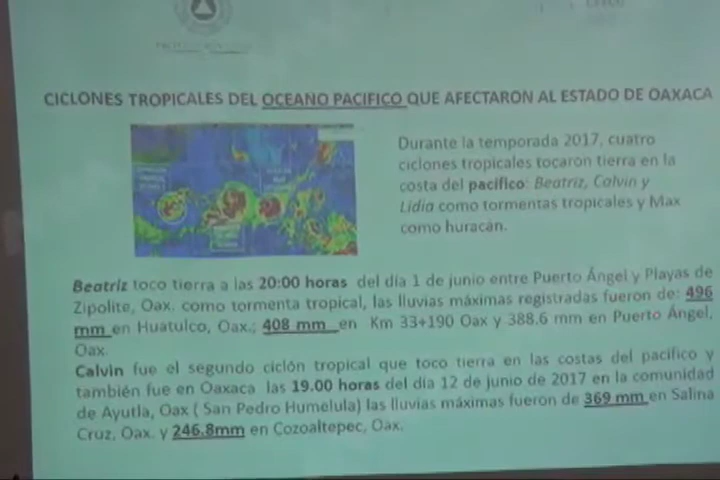 CICLONES TROPICALES DEL OCEANO PACIFICO QUE AFECTARON AL ESTADO DE OAXACA
Durante la temporada 2017, cuatro
ciclones tropicales tocaron tierra en la
costa del pacifico: Beatriz, Calvin y
Lidia como tormentas tropicales y Max
como huracán.
Beatriz toco tierra a las 20:00 horas del día 1 de junio entre Puerto Ángel y Playas de
Zipolite, Oax. como tormenta tropical, las lluvias máximas registradas fueron de: 496
mm en Huatulco, Oax.; 408 mm en Km 33+190 Oax y 388.6 mm en Puerto Ángel,
Oax.
Calvin fue el segundo ciclón tropical que toco tierra en las costas del pacifico y
también fue en Oaxaca las 19.00 horas del día 12 de junio de 2017 en la comunidad
de Ayutla, Oax ( San Pedro Humelula) las lluvias máximas fueron de 369 mm en Salina
Cruz, Oax. y 246.8mm en Cozoaltepec, Oax.